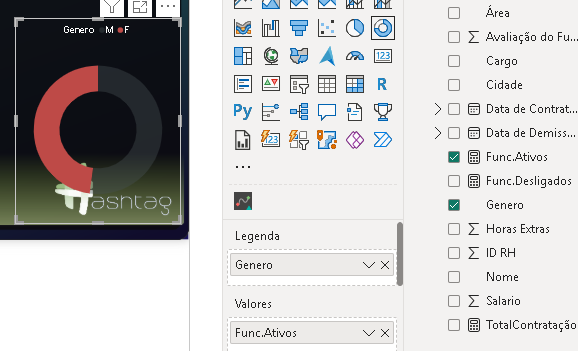 Genero M F
ashtag
123
R
Py
...
Legenda
Genero
Valores
Func.Ativos
Área
Avaliação do Fu...
Cargo
Cidade
Data de Contrat...
Data de Demiss...
Func.Ativos
Func.Desligados
Genero
Horas Extras
ID RH
Nome
Salario
TotalContratação